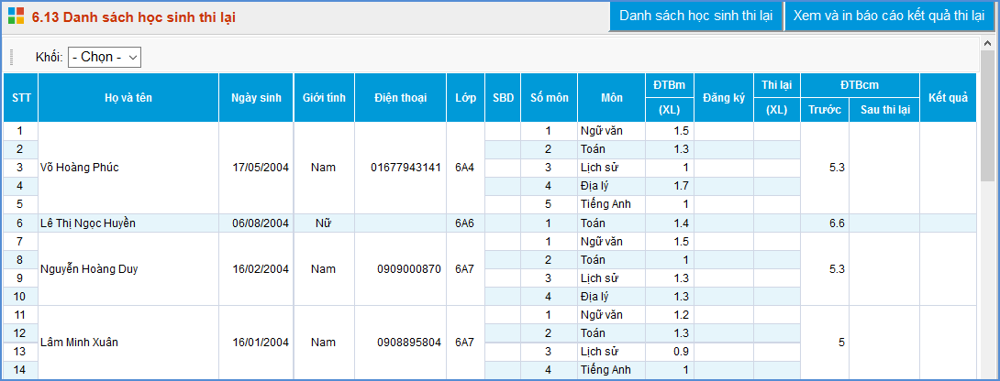 6.13 Danh sách học sinh thi lại Danh sách học sinh thi lại Xem và in báo cáo kết quả thi lại
Khối: - Chọn -
STT Họ và tên Ngày sinh Giới tính Điện thoại Lớp SBD Số môn Môn ĐTBm (XL) Đăng ký Thi lại (XL) ĐTBcm Trước Sau thi lại Kết quả
1 Võ Hoàng Phúc 17/05/2004 Nam 01677943141 6A4 1 Ngữ văn 1.5 5.3
2 2 Toán 1.3
3 3 Lịch sử 1
4 4 Địa lý 1.7
5 5 Tiếng Anh 1
6 Lê Thị Ngọc Huyền 06/08/2004 Nữ 6A6 1 Toán 1.4 6.6
7 Nguyễn Hoàng Duy 16/02/2004 Nam 0909000870 6A7 1 Ngữ văn 1.5 5.3
8 2 Toán 1
9 3 Lịch sử 1.3
10 4 Địa lý 1.3
11 Lâm Minh Xuân 16/01/2004 Nam 0908895804 6A7 1 Ngữ văn 1.2 5
12 2 Toán 1.3
13 3 Lịch sử 0.9
14 4 Tiếng Anh 1